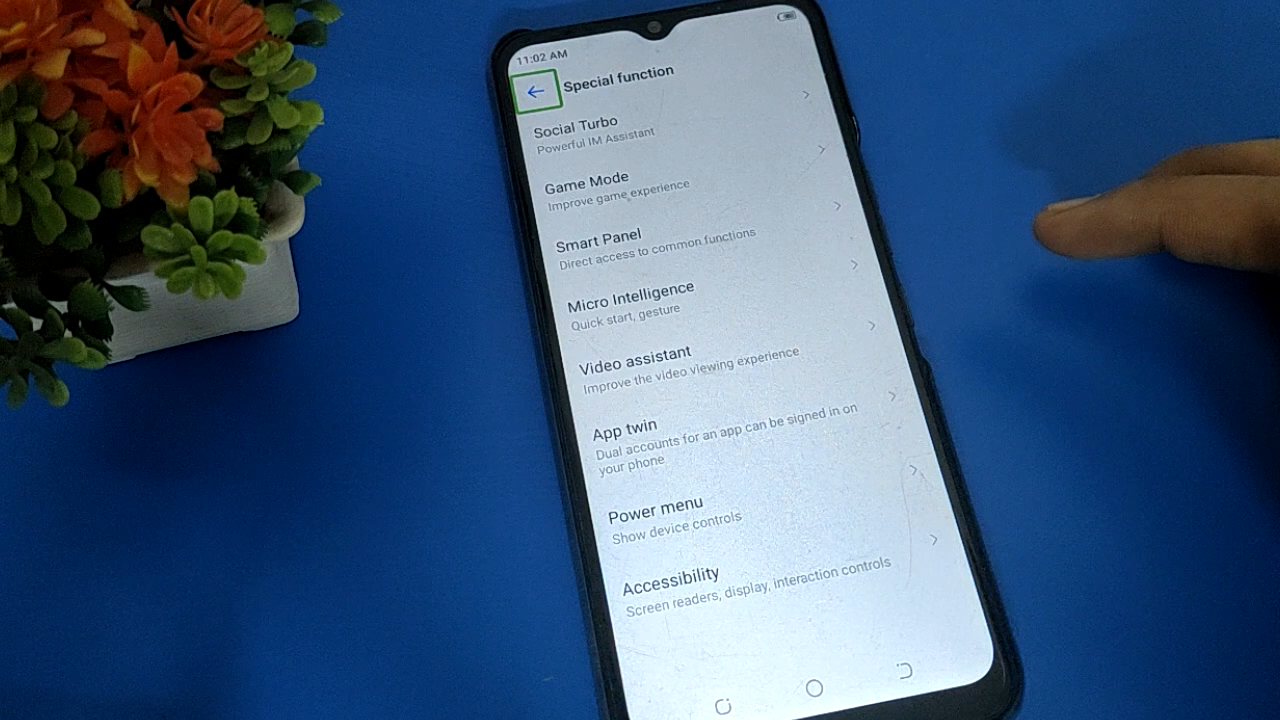 11:02 AM
Special function
Social Turbo
Powerful IM Assistant
Game Mode
Improve game experience
Smart Panel
Direct access to common functions
Micro Intelligence
Quick start, gesture
Video assistant
Improve the video viewing experience
App twin
Dual accounts for an app can be signed in on
your phone
Power menu
Show device controls
Accessibility
Screen readers, display, interaction controls